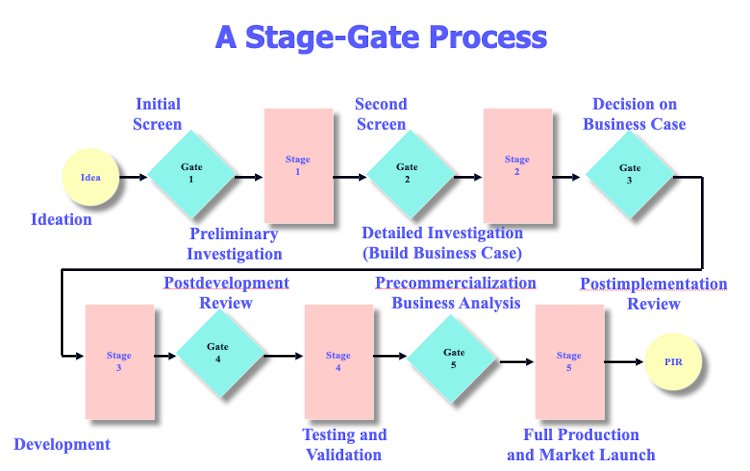 A Stage-Gate Process
Initial
Screen
Second
Screen
Decision on
Business Case
Idea
Gate
1
Stage
1
Gate
2
Stage
2
Gate
3
Ideation
Preliminary
Investigation
Detailed Investigation
(Build Business Case)
Postdevelopment
Review
Precommercialization
Business Analysis
Postimplementation
Review
Stage
3
Gate
4
Stage
4
Gate
5
Stage
5
PIR
Development
Testing and
Validation
Full Production
and Market Launch